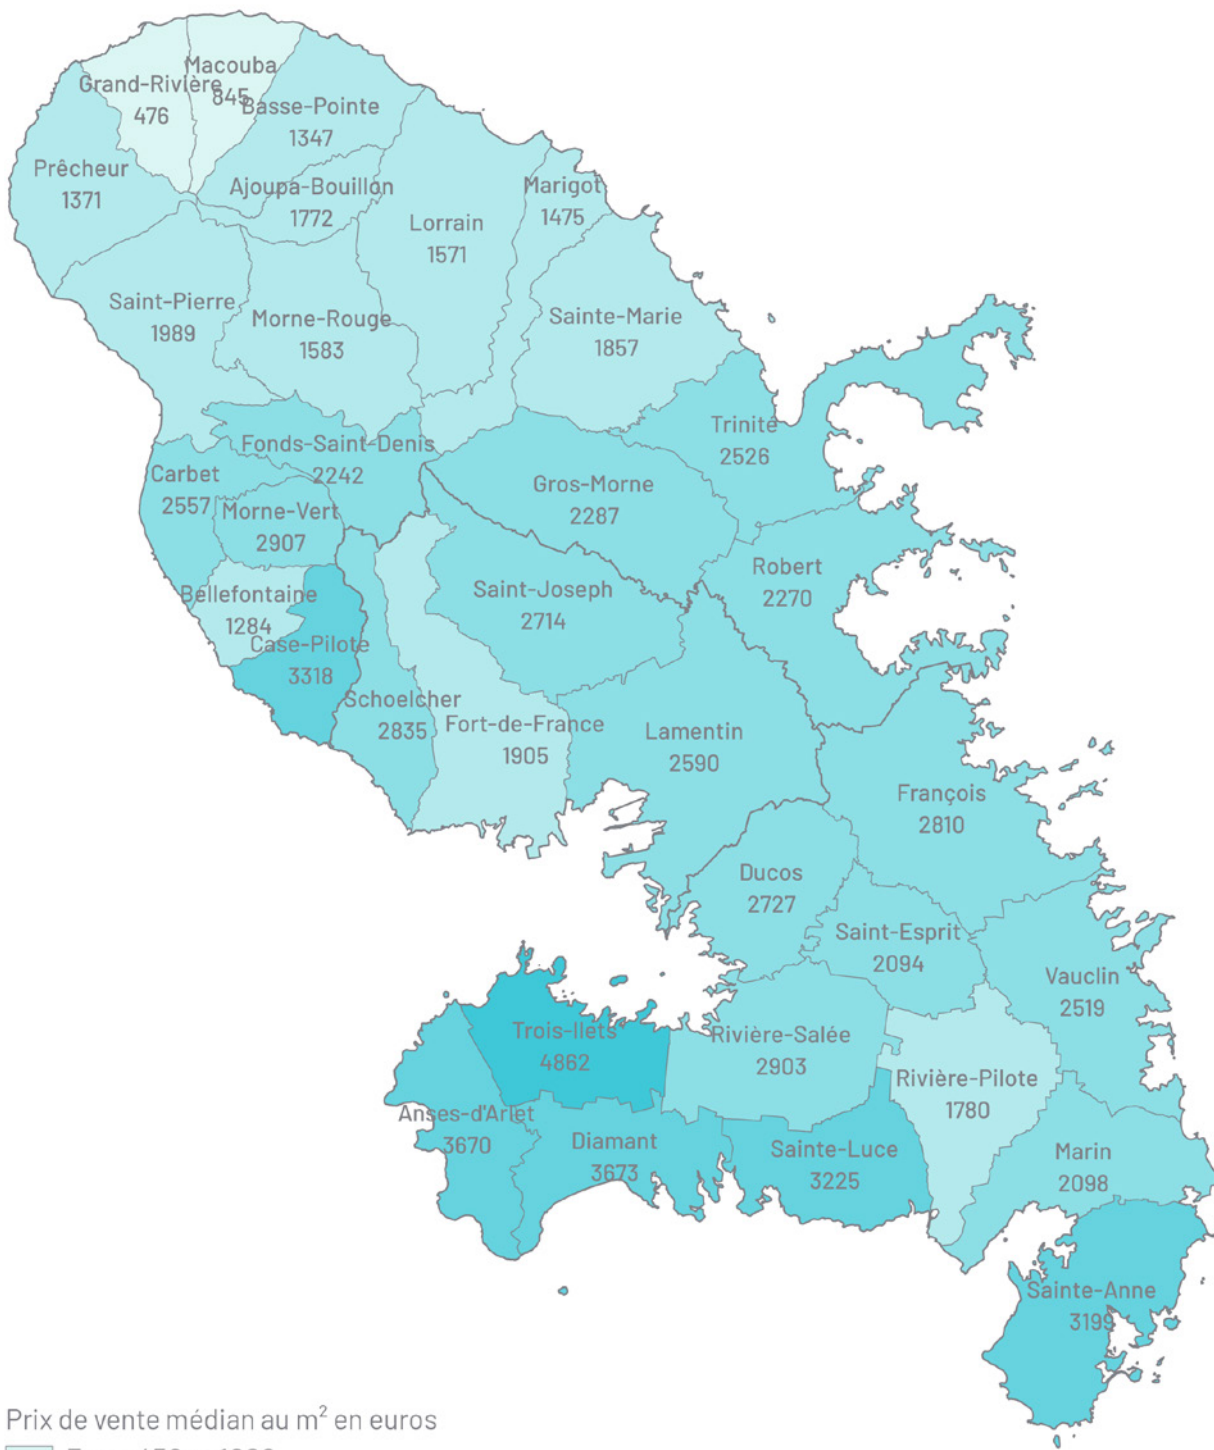 Macouba
845
Grand-Rivière
476
Basse-Pointe
1347
Prêcheur
1371
Ajoupa-Bouillon
1772
Marigot
1475
Lorrain
1571
Saint-Pierre
1989
Morne-Rouge
1583
Sainte-Marie
1857
Trinité
2526
Fonds-Saint-Denis
2242
Carbet
2557
Gros-Morne
2287
Morne-Vert
2907
Robert
2270
Saint-Joseph
2714
Bellefontaine
1284
Case-Pilote
3318
Schoelcher
2835
Fort-de-France
1905
Lamentin
2590
François
2810
Ducos
2727
Saint-Esprit
2094
Vauclin
2519
Trois-Ilets
4862
Rivière-Salée
2903
Rivière-Pilote
1780
Anses-d'Arlet
3670
Diamant
3673
Sainte-Luce
3225
Marin
2098
Sainte-Anne
3199
Prix de vente médian au m² en euros